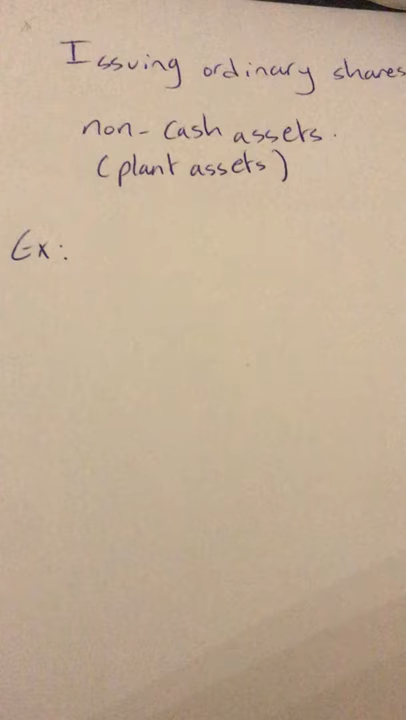 Issuing ordinary shares
non-cash assets.
(plant assets)
Ex: